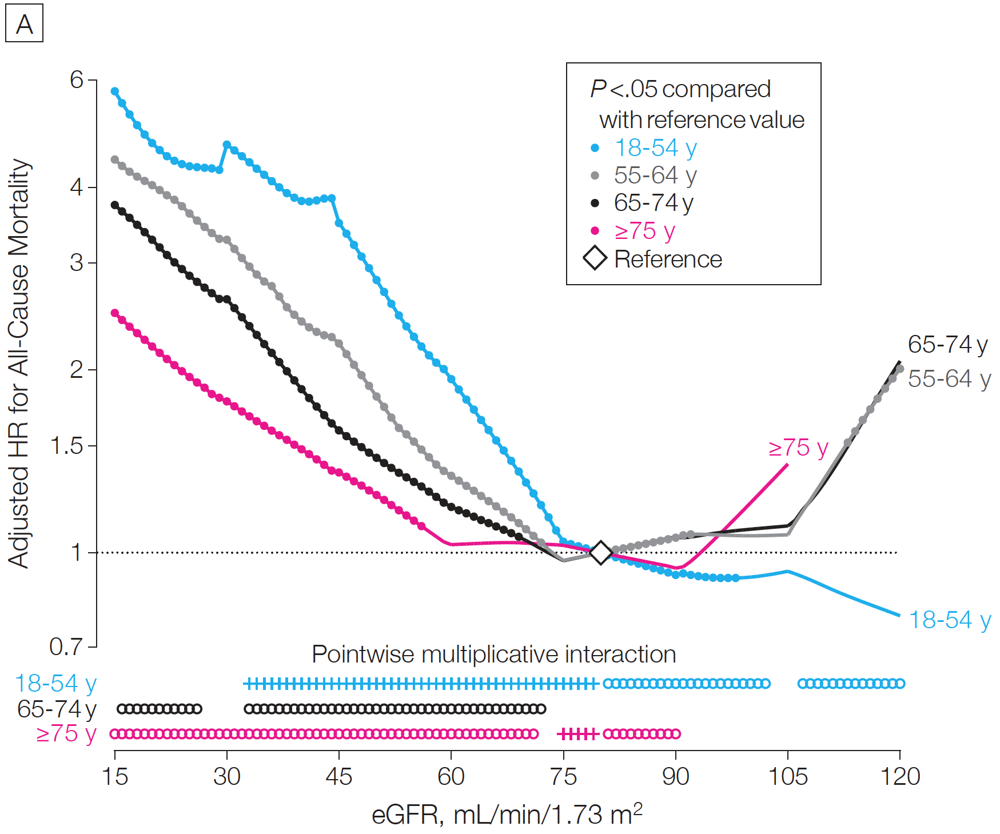 A
6
4
3
2
1.5
1
0.7
Adjusted HR for All-Cause Mortality
P <.05 compared
with reference value
18-54 y
55-64 y
65-74 y
≥75 y
Reference
65-74 y
55-64 y
≥75 y
18-54 y
Pointwise multiplicative interaction
18-54 y
65-74 y
≥75 y
15 30 45 60 75 90 105 120
eGFR, mL/min/1.73 m²